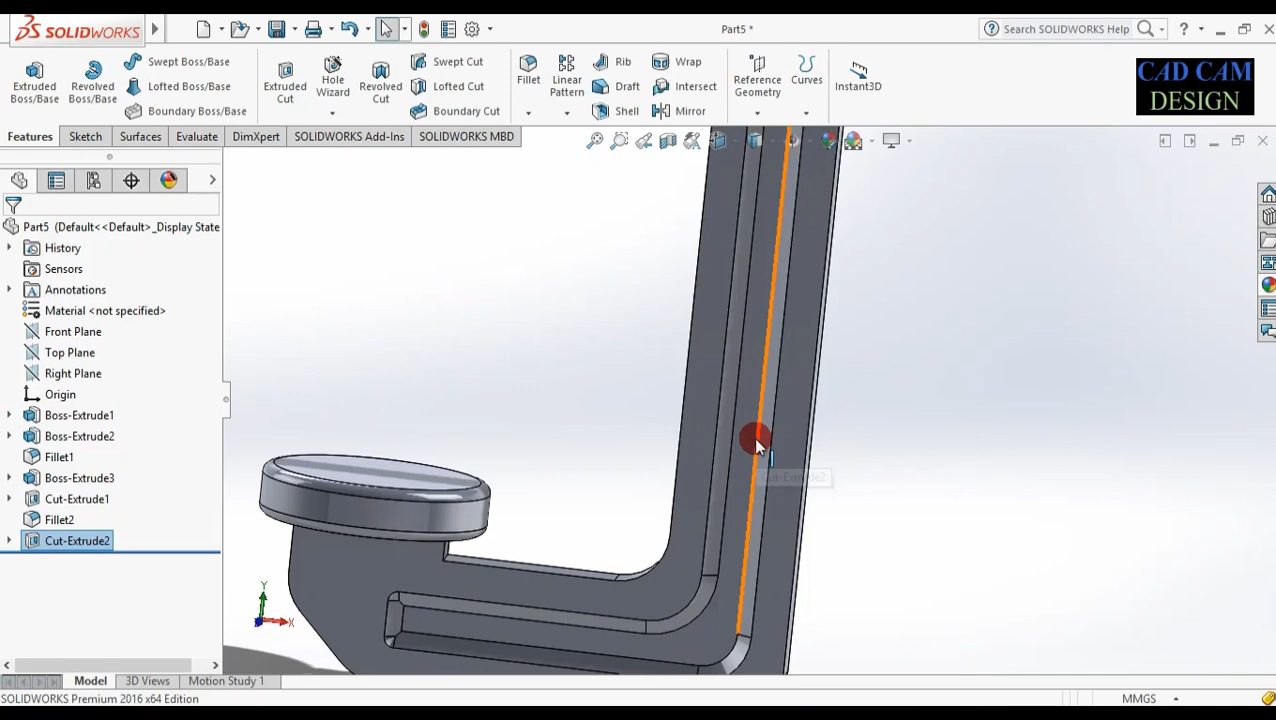 SOLIDWORKS
Part5 *
Search SOLIDWORKS Help
?
Extruded Boss/Base
Revolved Boss/Base
Swept Boss/Base
Lofted Boss/Base
Boundary Boss/Base
Extruded Cut
Hole Wizard
Revolved Cut
Swept Cut
Lofted Cut
Boundary Cut
Fillet
Linear Pattern
Rib
Draft
Shell
Wrap
Intersect
Mirror
Reference Geometry
Curves
Instant3D
CAD CAM
DESIGN
Features
Sketch
Surfaces
Evaluate
DimXpert
SOLIDWORKS Add-Ins
SOLIDWORKS MBD
Part5 (Default<<Default>_Display State
History
Sensors
Annotations
Material <not specified>
Front Plane
Top Plane
Right Plane
Origin
Boss-Extrude1
Boss-Extrude2
Fillet1
Boss-Extrude3
Cut-Extrude1
Fillet2
Cut-Extrude2
Cut-Extrude2
Y
X
Model
3D Views
Motion Study 1
SOLIDWORKS Premium 2016 x64 Edition
MMGS